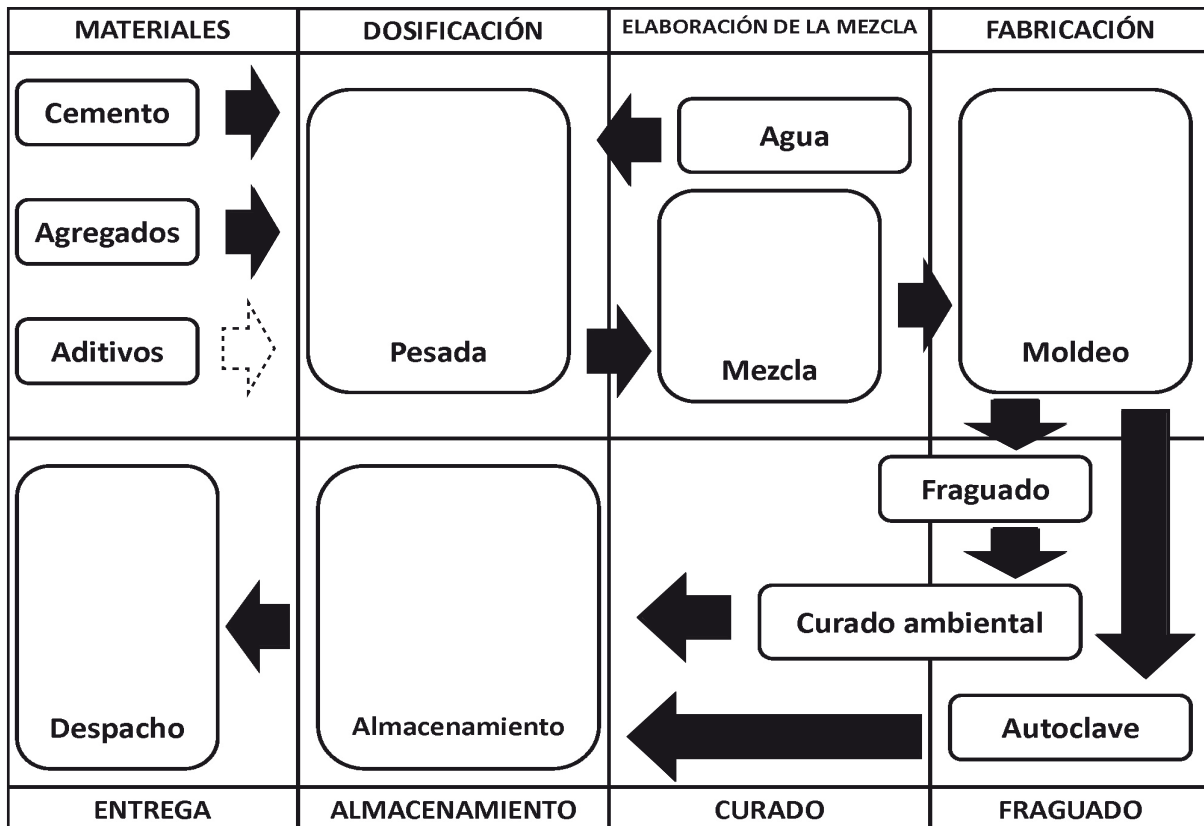 MATERIALES
DOSIFICACIÓN
ELABORACIÓN DE LA MEZCLA
FABRICACIÓN
Cemento
Agua
Agregados
Aditivos
Pesada
Mezcla
Moldeo
Fraguado
Curado ambiental
Despacho
Almacenamiento
Autoclave
ENTREGA
ALMACENAMIENTO
CURADO
FRAGUADO